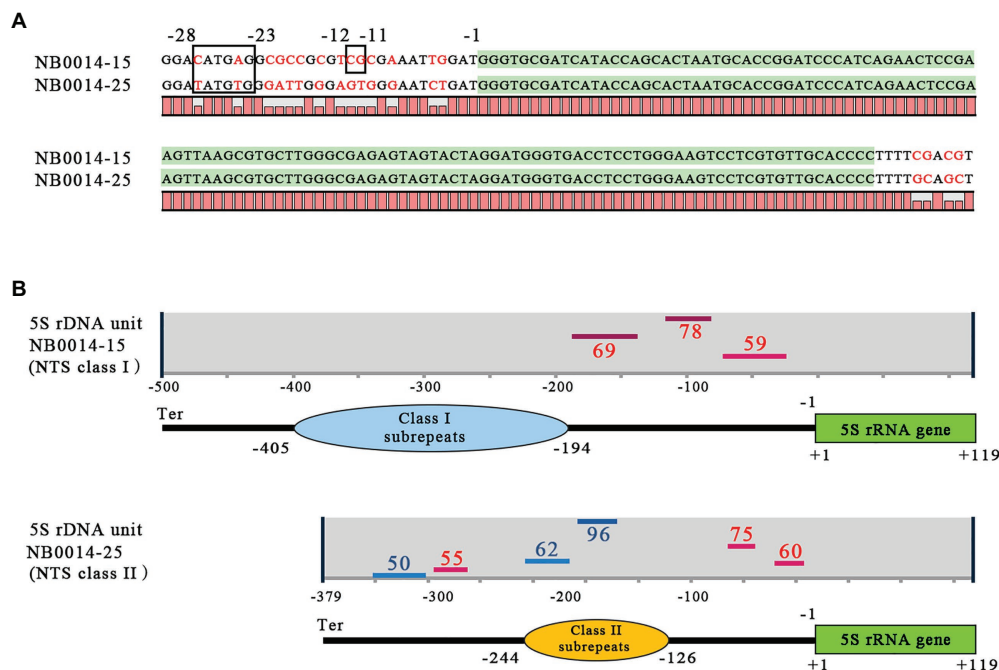 A
-28 -23 -12 -11 -1
NB0014-15 GGACATGAGGCGCCGCGTCGCGAAATTGGATGGGTGCGATCATACCAGCACTAATGCACCGGATCCCATCAGAACTCCGA
NB0014-25 GGATATGTGGGATTGGGAGTGGGAATCTGATGGGTGCGATCATACCAGCACTAATGCACCGGATCCCATCAGAACTCCGA
NB0014-15 AGTTAAGCGTGCTTGGGCGAGAGTAGTACTAGGATGGGTGACCTCCTGGGAAGTCCTCGTGTTGCACCCCTTTTCGACGT
NB0014-25 AGTTAAGCGTGCTTGGGCGAGAGTAGTACTAGGATGGGTGACCTCCTGGGAAGTCCTCGTGTTGCACCCCTTTTGCAGCT
B
5S rDNA unit
NB0014-15
(NTS class I)
69 78 59
-500 -400 -300 -200 -100
Ter
-405
Class I
subrepeats
-194
-1
+1
5S rRNA gene
+119
5S rDNA unit
NB0014-25
(NTS class II)
50 55 62 96 75 60
-379 -300 -200 -100
Ter
-244
Class II
subrepeats
-126
-1
+1
5S rRNA gene
+119